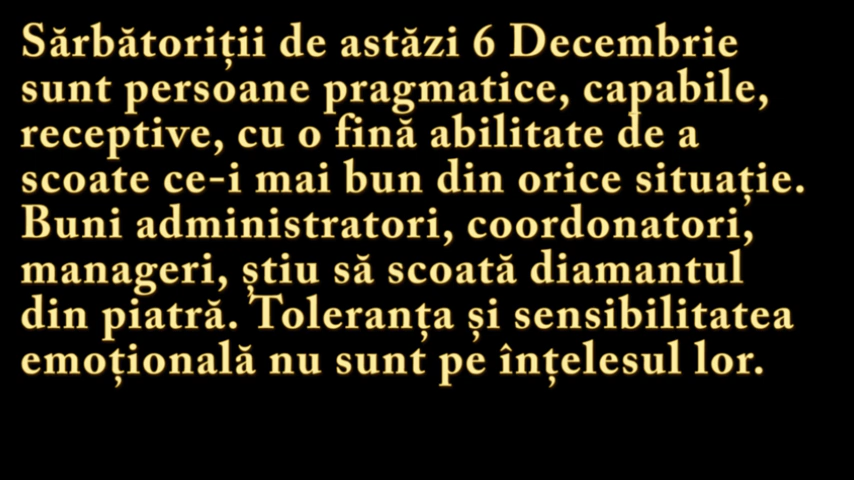 Sărbătoriții de astăzi 6 Decembrie
sunt persoane pragmatice, capabile,
receptive, cu o fină abilitate de a
scoate ce-i mai bun din orice situație.
Buni administratori, coordonatori,
manageri, știu să scoată diamantul
din piatră. Toleranța și sensibilitatea
emoțională nu sunt pe înțelesul lor.